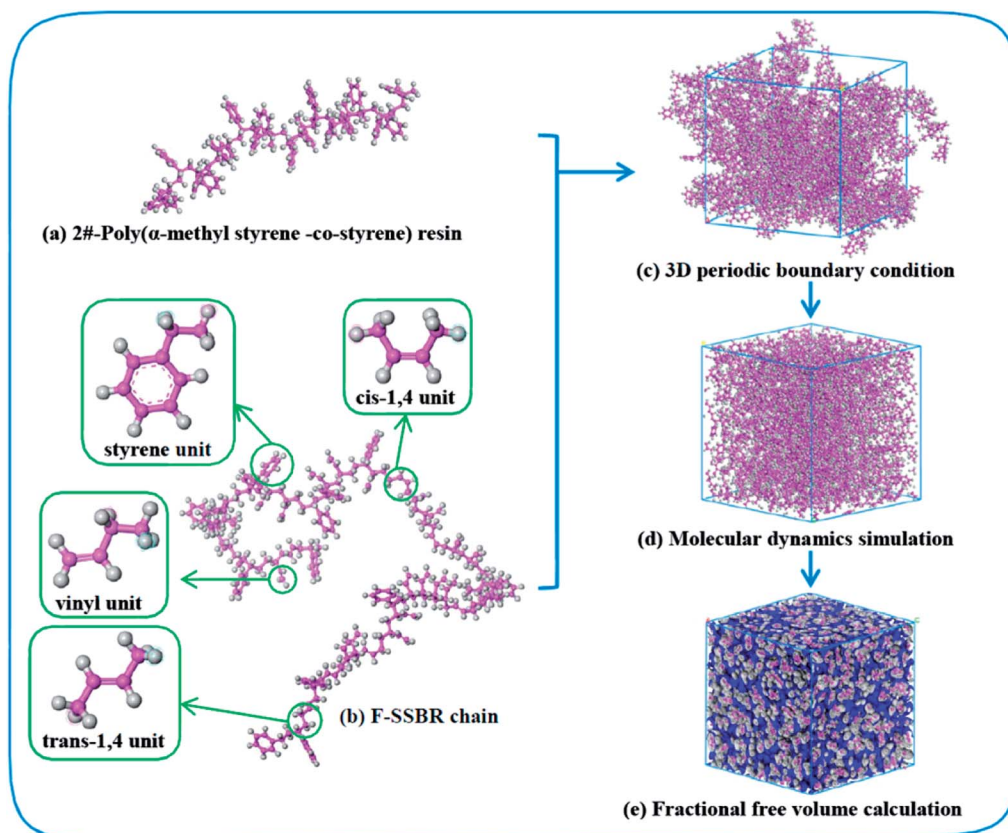 (a) 2#-Poly(α-methyl styrene -co-styrene) resin
(c) 3D periodic boundary condition
styrene unit
cis-1,4 unit
vinyl unit
(d) Molecular dynamics simulation
trans-1,4 unit
(b) F-SSBR chain
(e) Fractional free volume calculation